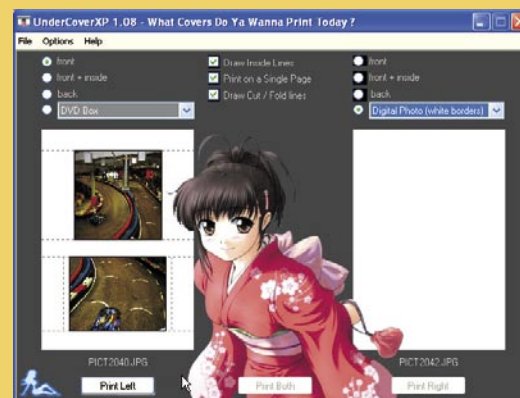 UnderCoverXP 1.08 - What Covers Do Ya Wanna Print Today ?
File Options Help
front
front + inside
back
DVD Box
Draw Inside Lines
Print on a Single Page
Draw Cut / Fold lines
front
front + inside
back
Digital Photo (white borders)
PICT2040.JPG
PICT2042.JPG
Print Left
Print Both
Print Right